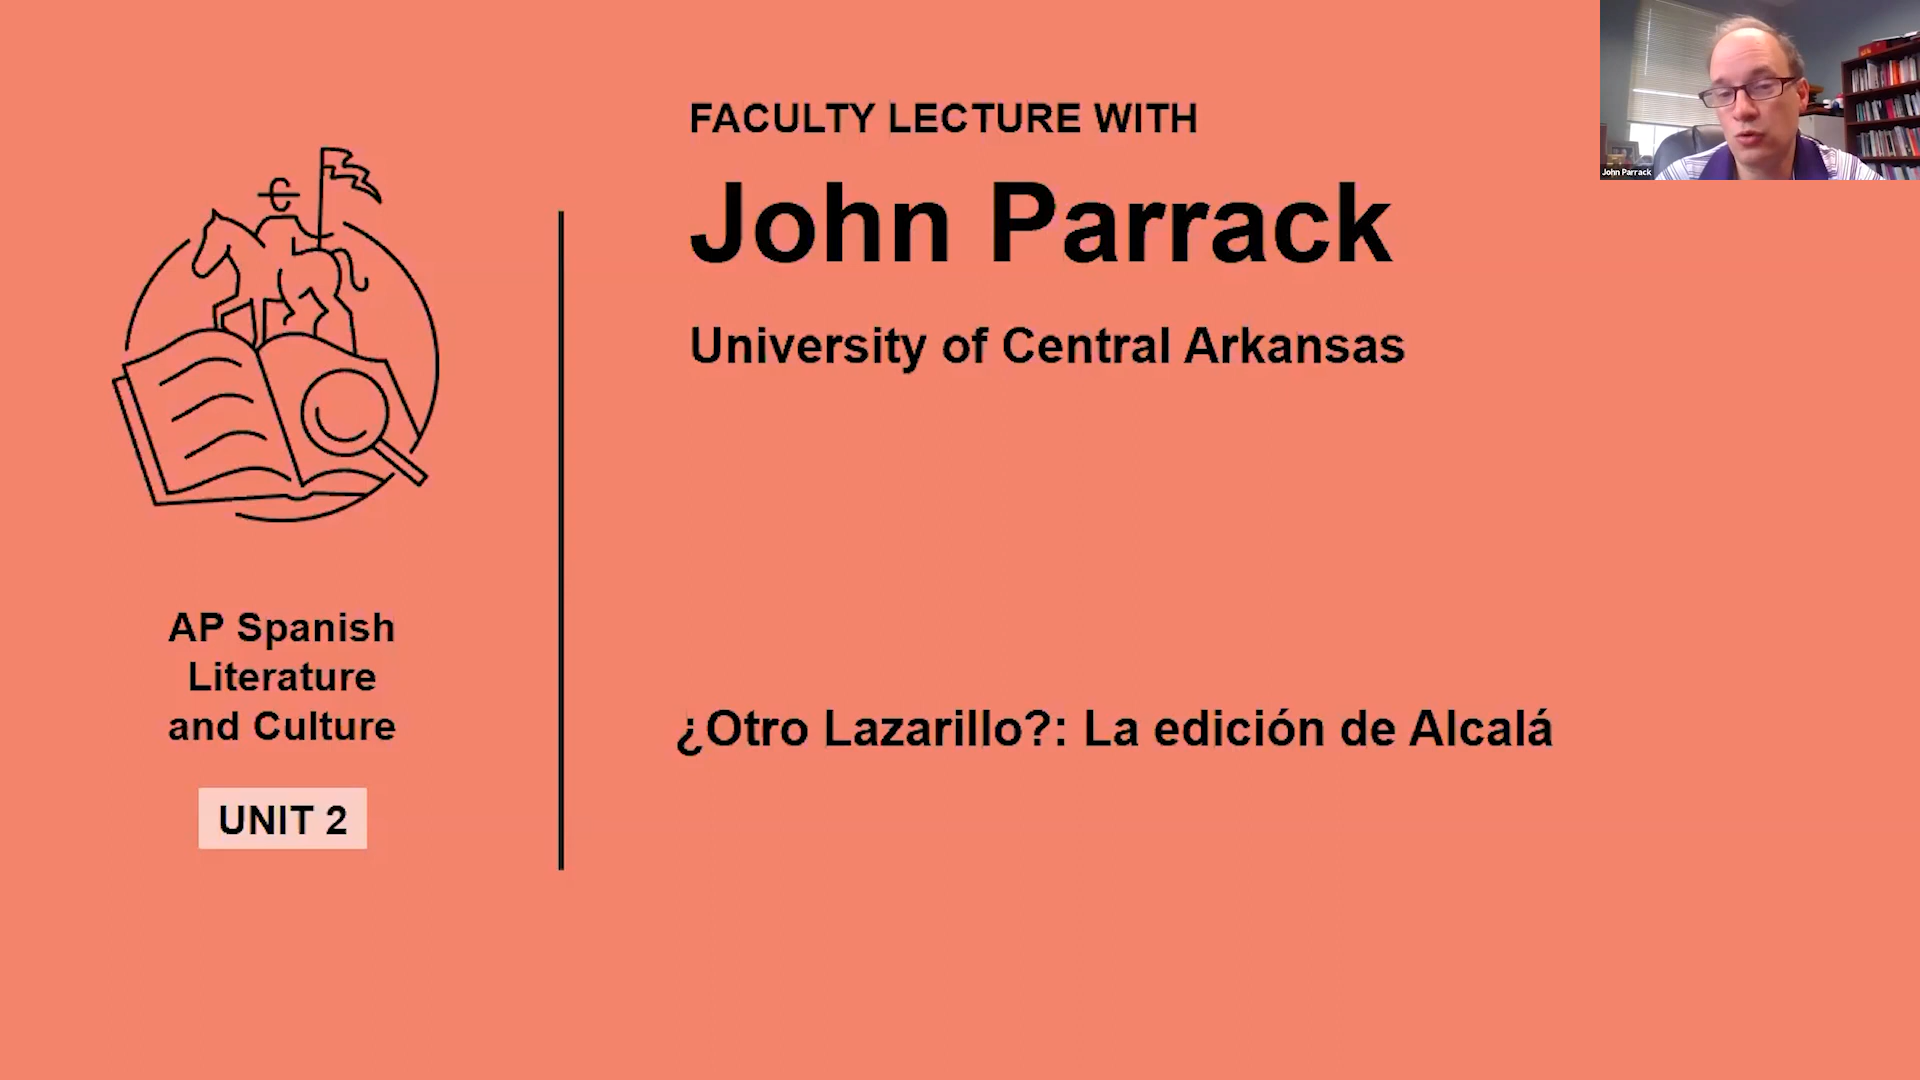 FACULTY LECTURE WITH
John Parrack
University of Central Arkansas
¿Otro Lazarillo?: La edición de Alcalá
AP Spanish
Literature
and Culture
UNIT 2
John Parrack